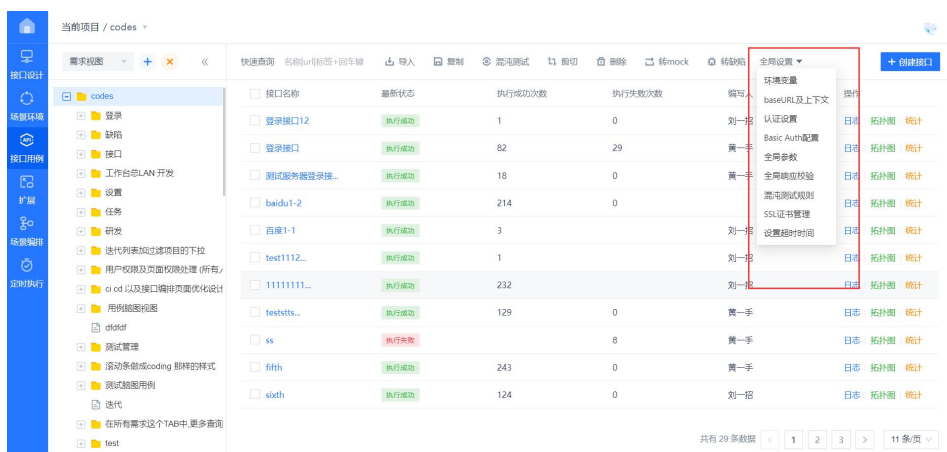 当前项目 / codes
接口设计
场景环境
接口用例
扩展
场景编排
定时执行
需求视图
codes
登录
缺陷
接口
工作台总LAN 开发
设置
任务
研发
迭代列表加过滤项目的下拉
用户权限及页面权限处理 (所有
ci cd 以及接口编排页面优化设计
用例脑图视图
dfdfdf
测试管理
滚动条做成coding 那样的样式
测试脑图用例
迭代
在所有需求这个TAB中,更多查询
test
快速查询 名称|url|标签+回车键 导入 复制 混沌测试 剪切 删除 转mock 转缺陷 全局设置 + 创建接口
环境变量
baseURL及上下文
认证设置
Basic Auth配置
全局参数
全局响应校验
混沌测试规则
SSL证书管理
设置超时时间
接口名称 最新状态 执行成功次数 执行失败次数 编写人 操作
登录接口12 执行成功 1 0 刘一招 日志 拓扑图 统计
登录接口 执行成功 82 29 黄一手 日志 拓扑图 统计
测试服务器登录接... 执行成功 18 0 黄一手 日志 拓扑图 统计
baidu1-2 执行成功 214 0 刘一招 日志 拓扑图 统计
百度1-1 执行成功 3 刘一招 日志 拓扑图 统计
test1112... 执行成功 1 刘一招 日志 拓扑图 统计
11111111... 执行成功 232 刘一招 日志 拓扑图 统计
teststts... 执行成功 129 0 黄一手 日志 拓扑图 统计
ss 执行失败 8 黄一手 日志 拓扑图 统计
fifth 执行成功 243 0 黄一手 日志 拓扑图 统计
sixth 执行成功 124 0 刘一招 日志 拓扑图 统计
共有 29 条数据 < 1 2 3 > 11 条/页